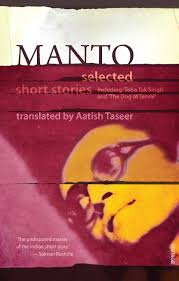 MANTO
selected
short stories
including 'Toba Tek Singh'
and 'The Dog of Tetval'
translated by Aatish Taseer
'The undisputed master
of the Indian short story'
— Salman Rushdie